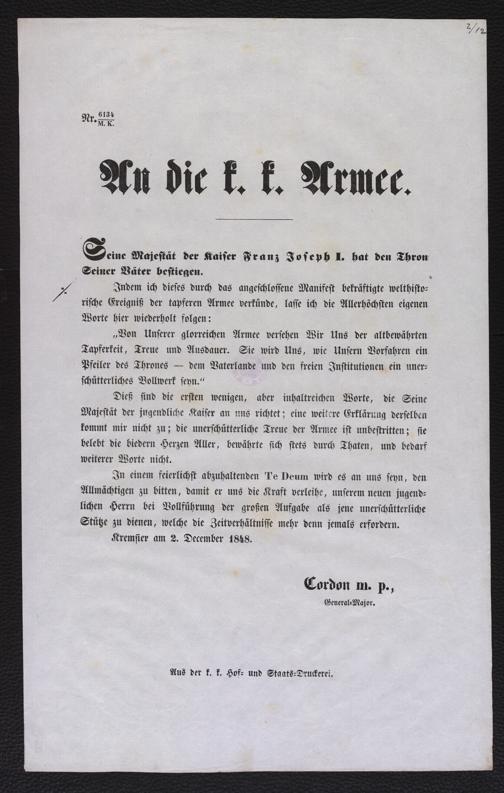 2/12
Nr. 6134/M. K.
An die k. k. Armee.
Seine Majestät der Kaiser Franz Joseph I. hat den Thron
Seiner Väter bestiegen.
Indem ich dieses durch das angeschlossene Manifest bekräftigte welthisto-
rische Ereigniß der tapferen Armee verkünde, lasse ich die Allerhöchsten eigenen
Worte hier wiederholt folgen:
„Von Unserer glorreichen Armee versehen Wir Uns der altbewährten
Tapferkeit, Treue und Ausdauer. Sie wird Uns, wie Unsern Vorfahren ein
Pfeiler des Thrones — dem Vaterlande und den freien Institutionen ein uner-
schütterliches Bollwerk seyn.“
Dieß sind die ersten wenigen, aber inhaltreichen Worte, die Seine
Majestät der jugendliche Kaiser an uns richtet; eine weitere Erklärung derselben
kommt mir nicht zu; die unerschütterliche Treue der Armee ist unbestritten; sie
belebt die biedern Herzen Aller, bewährte sich stets durch Thaten, und bedarf
weiterer Worte nicht.
In einem feierlichst abzuhaltenden Te Deum wird es an uns seyn, den
Allmächtigen zu bitten, damit er uns die Kraft verleihe, unserem neuen jugend-
lichen Herrn bei Vollführung der großen Aufgabe als jene unerschütterliche
Stütze zu dienen, welche die Zeitverhältnisse mehr denn jemals erfordern.
Kremsier am 2. December 1848.
Cordon m. p.,
General-Major.
Aus der k. k. Hof- und Staats-Druckerei.